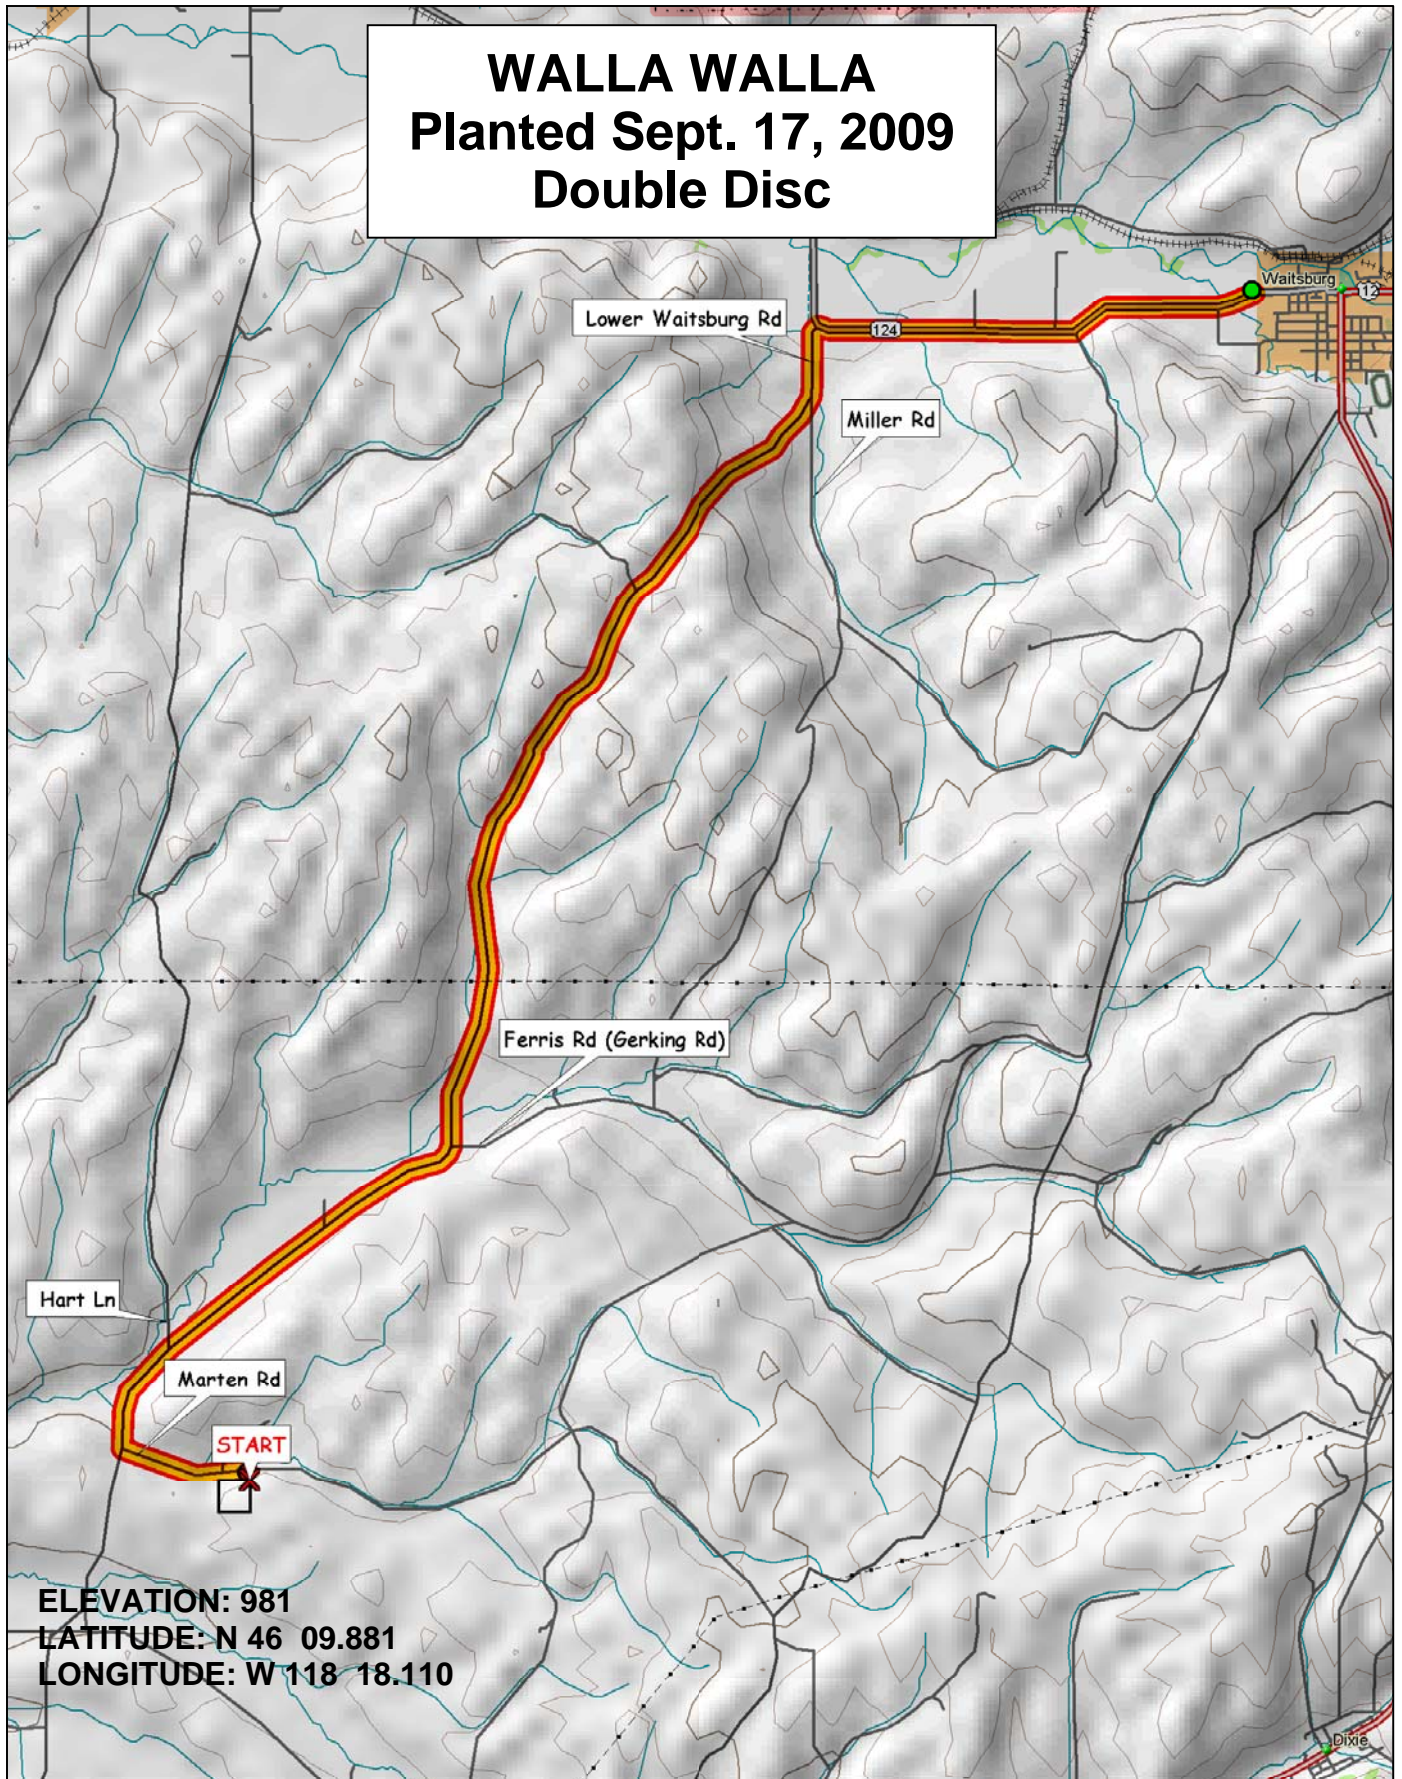 WALLA WALLA
Planted Sept. 17, 2009
Double Disc
Waitsburg
12
Lower Waitsburg Rd
124
Miller Rd
Ferris Rd (Gerking Rd)
Hart Ln
Marten Rd
START
ELEVATION: 981
LATITUDE: N 46 09.881
LONGITUDE: W 118 18.110
Dixie